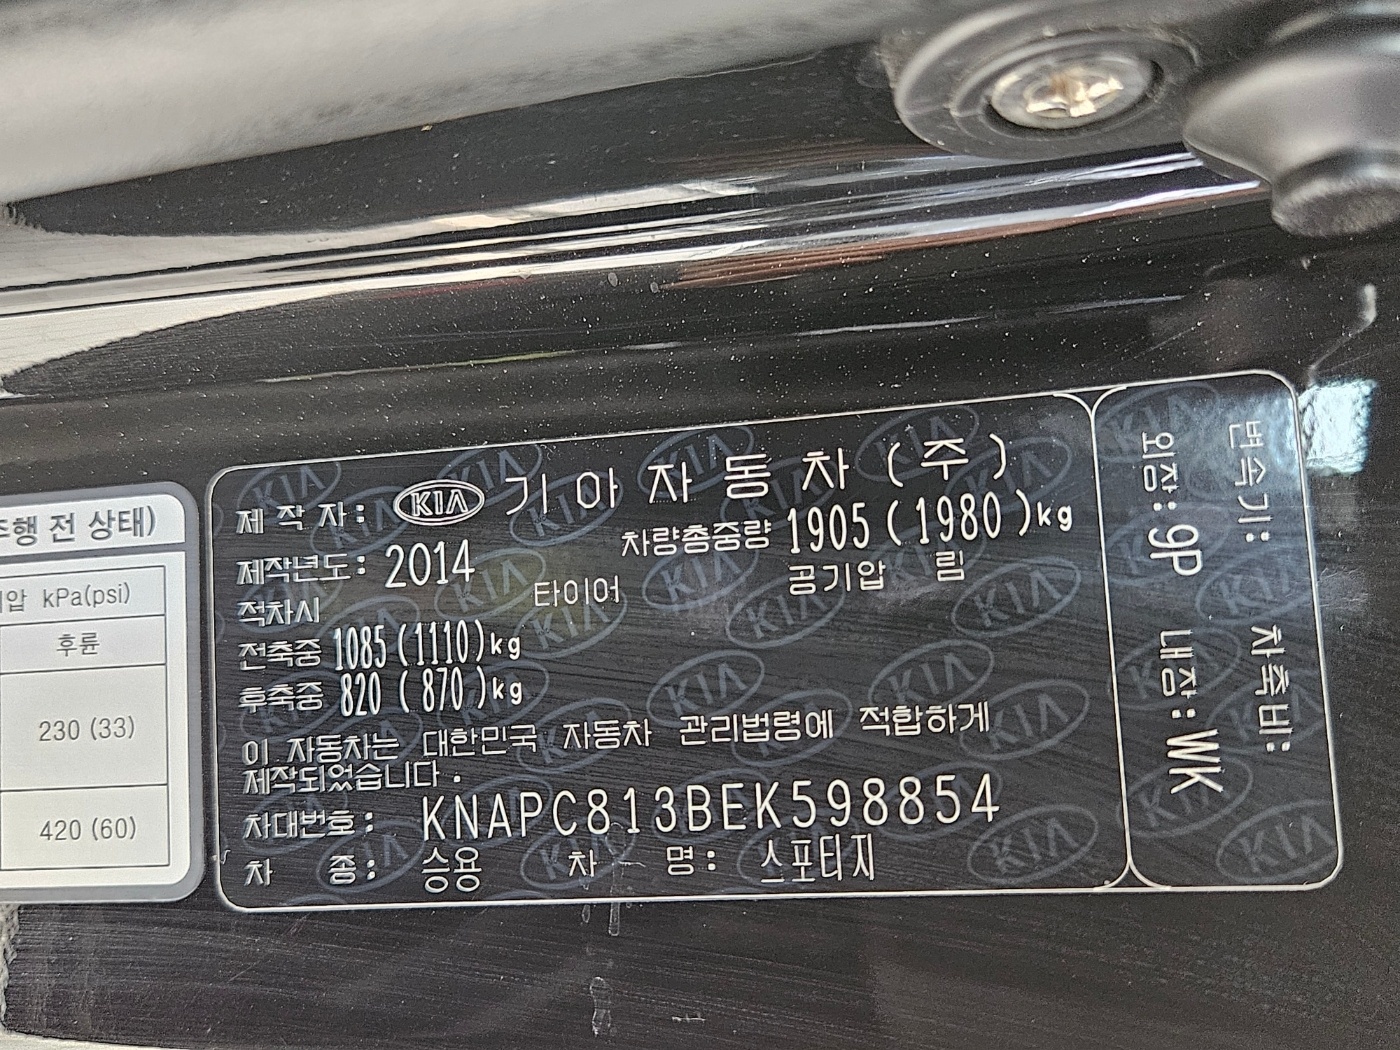 주행 전 상태)
압 kPa(psi)
후륜
230 (33)
420 (60)
제 작 자: KIA 기 아 자 동 차 (주)
제작년도: 2014 차량총중량 1905 (1980)kg
적차시 타이어 공기압 림
전축중 1085(1110)kg
후축중 820 (870)kg
이 자동차는 대한민국 자동차 관리법령에 적합하게
제작되었습니다.
차대번호: KNAPC813BEK598854
차 종: 승용 차 명: 스포티지
변속기: 차축비:
외장: 9P 내장: WK